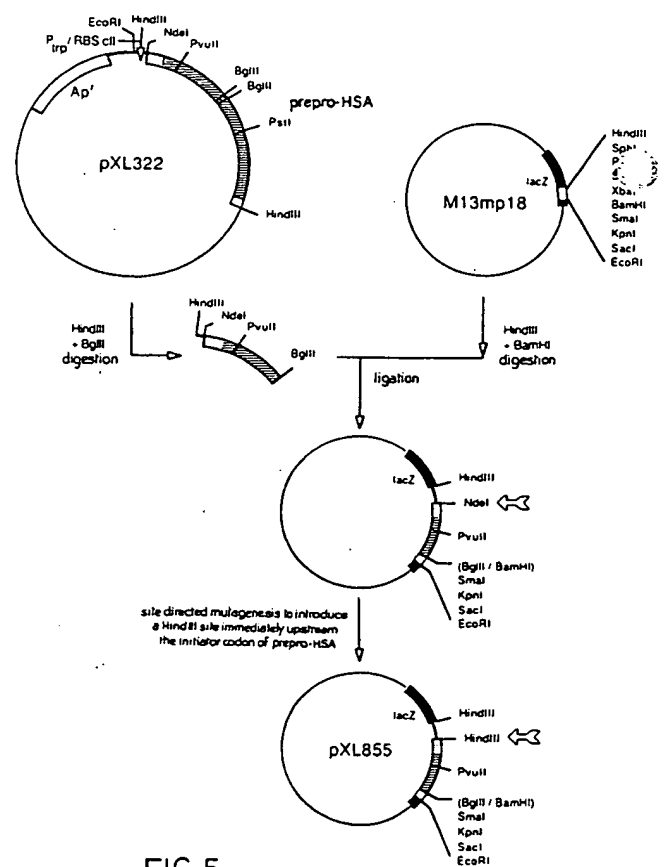 EcoRI
HindIII
Ptrp/ RBS cII
NdeI
PvuII
BglII
BglII
prepro-HSA
PstI
Apʳ
pXL322
HindIII
lacZ
M13mp18
HindIII
XbaI
BamHI
SmaI
KpnI
SacI
EcoRI
HindIII
+ BglII
digestion
HindIII
NdeI
PvuII
BglII
HindIII
+ BamHI
digestion
ligation
lacZ
HindIII
NdeI
PvuII
(BglII / BamHI)
SmaI
KpnI
SacI
EcoRI
site directed mutagenesis to introduce
a HindIII site immediately upstream
the initiator codon of prepro-HSA
lacZ
HindIII
HindIII
pXL855
PvuII
(BglII / BamHI)
SmaI
KpnI
SacI
EcoRI
FIG. 5